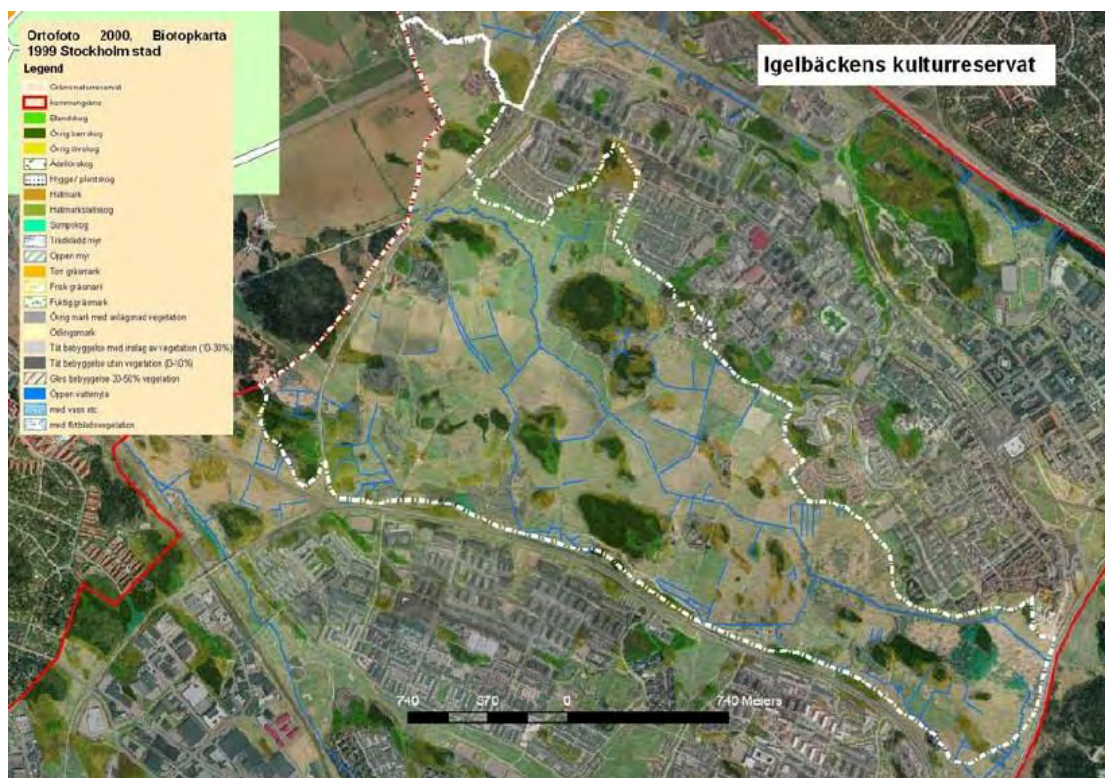 Ortofoto 2000, Biotopkarta
1999 Stockholm stad
Legend
kommungräns
Blandskog
Övrig barrskog
Övrig lövskog
Ädellövskog
Hygge / plantskog
Hällmark
Hällmarkstallskog
Sumpskog
Trädklädd myr
Öppen myr
Torr gräsmark
Frisk gräsmark
Fuktig gräsmark
Övrig mark med anlagd vegetation
Odlingsmark
Tät bebyggelse med inslag av vegetation (10-30%)
Tät bebyggelse utan vegetation (0-10%)
Gles bebyggelse 30-50% vegetation
Öppen vattenyta
med vass etc
med flytbladsvegetation
Igelbäckens kulturreservat
740 370 0 740 Meters